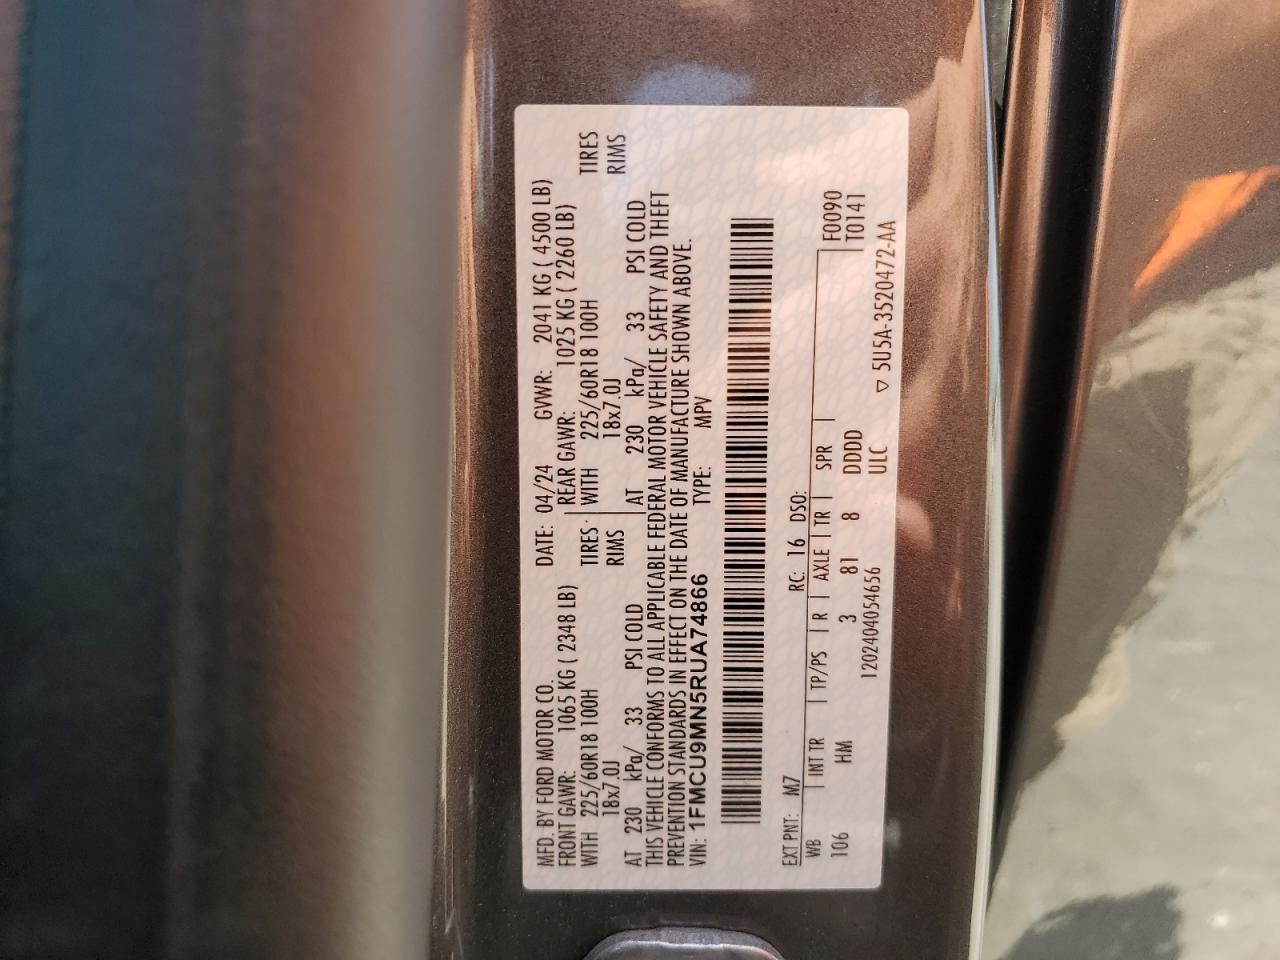 MFD. BY FORD MOTOR CO. DATE: 04/24 GVWR: 2041 KG ( 4500 LB)
FRONT GAWR: 1065 KG ( 2348 LB) REAR GAWR: 1025 KG ( 2260 LB)
WITH 225/60R18 100H TIRES WITH 225/60R18 100H TIRES
18x7.0J RIMS 18x7.0J RIMS
AT 230 kPa/ 33 PSI COLD AT 230 kPa/ 33 PSI COLD
THIS VEHICLE CONFORMS TO ALL APPLICABLE FEDERAL MOTOR VEHICLE SAFETY AND THEFT
PREVENTION STANDARDS IN EFFECT ON THE DATE OF MANUFACTURE SHOWN ABOVE.
VIN: 1FMCU9MN5RUA74866 TYPE: MPV
EXT PNT: M7 RC: 16 DSO: F0090
WB INT TR TP/PS R AXLE TR SPR T0141
106 HM 3 81 8 DDDD
120240405​4656 ULC
▽ 5U5A-3520472-AA